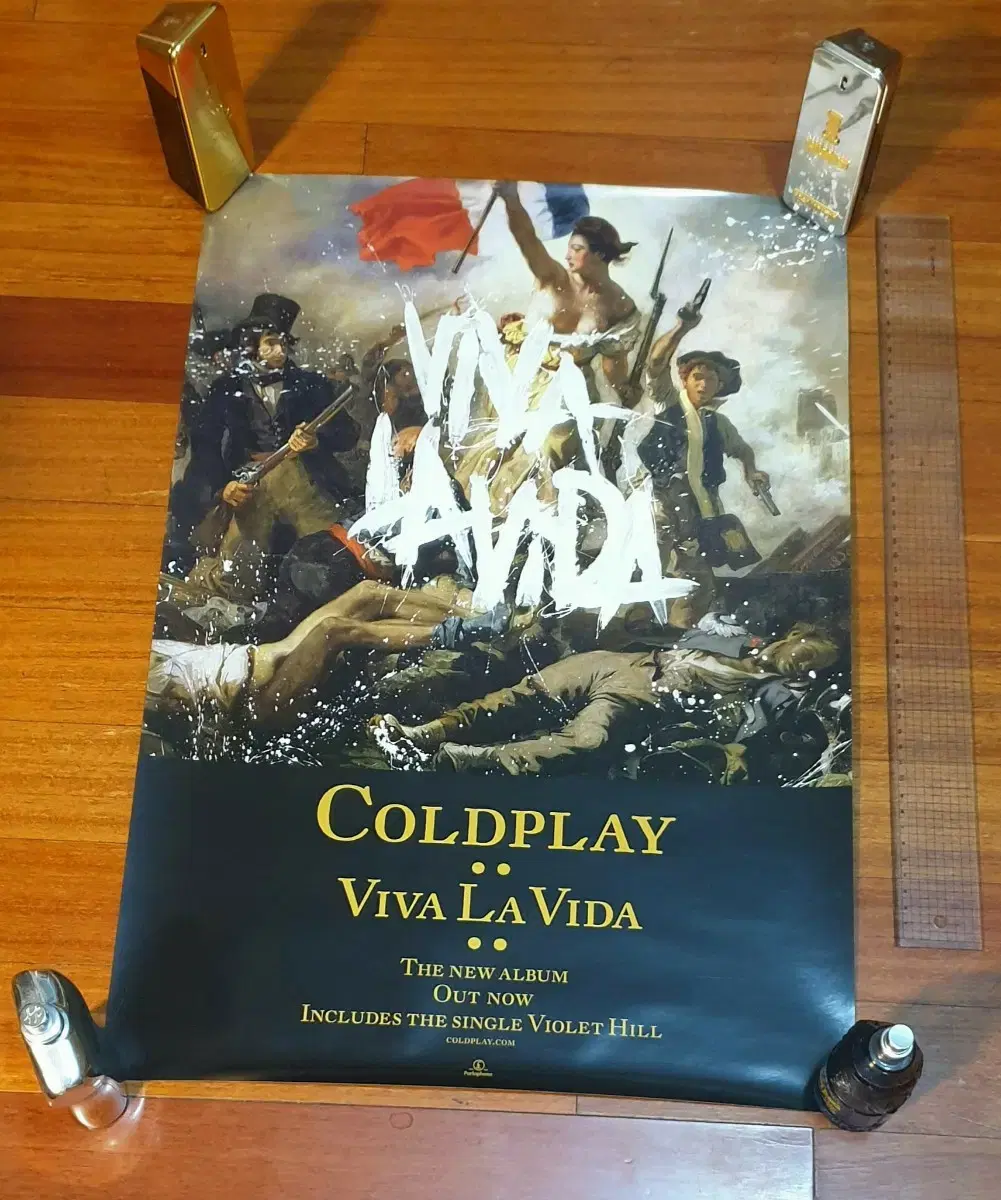 VIVA
LA VIDA
COLDPLAY
VIVA LA VIDA
THE NEW ALBUM
OUT NOW
INCLUDES THE SINGLE VIOLET HILL
COLDPLAY.COM
Parlophone